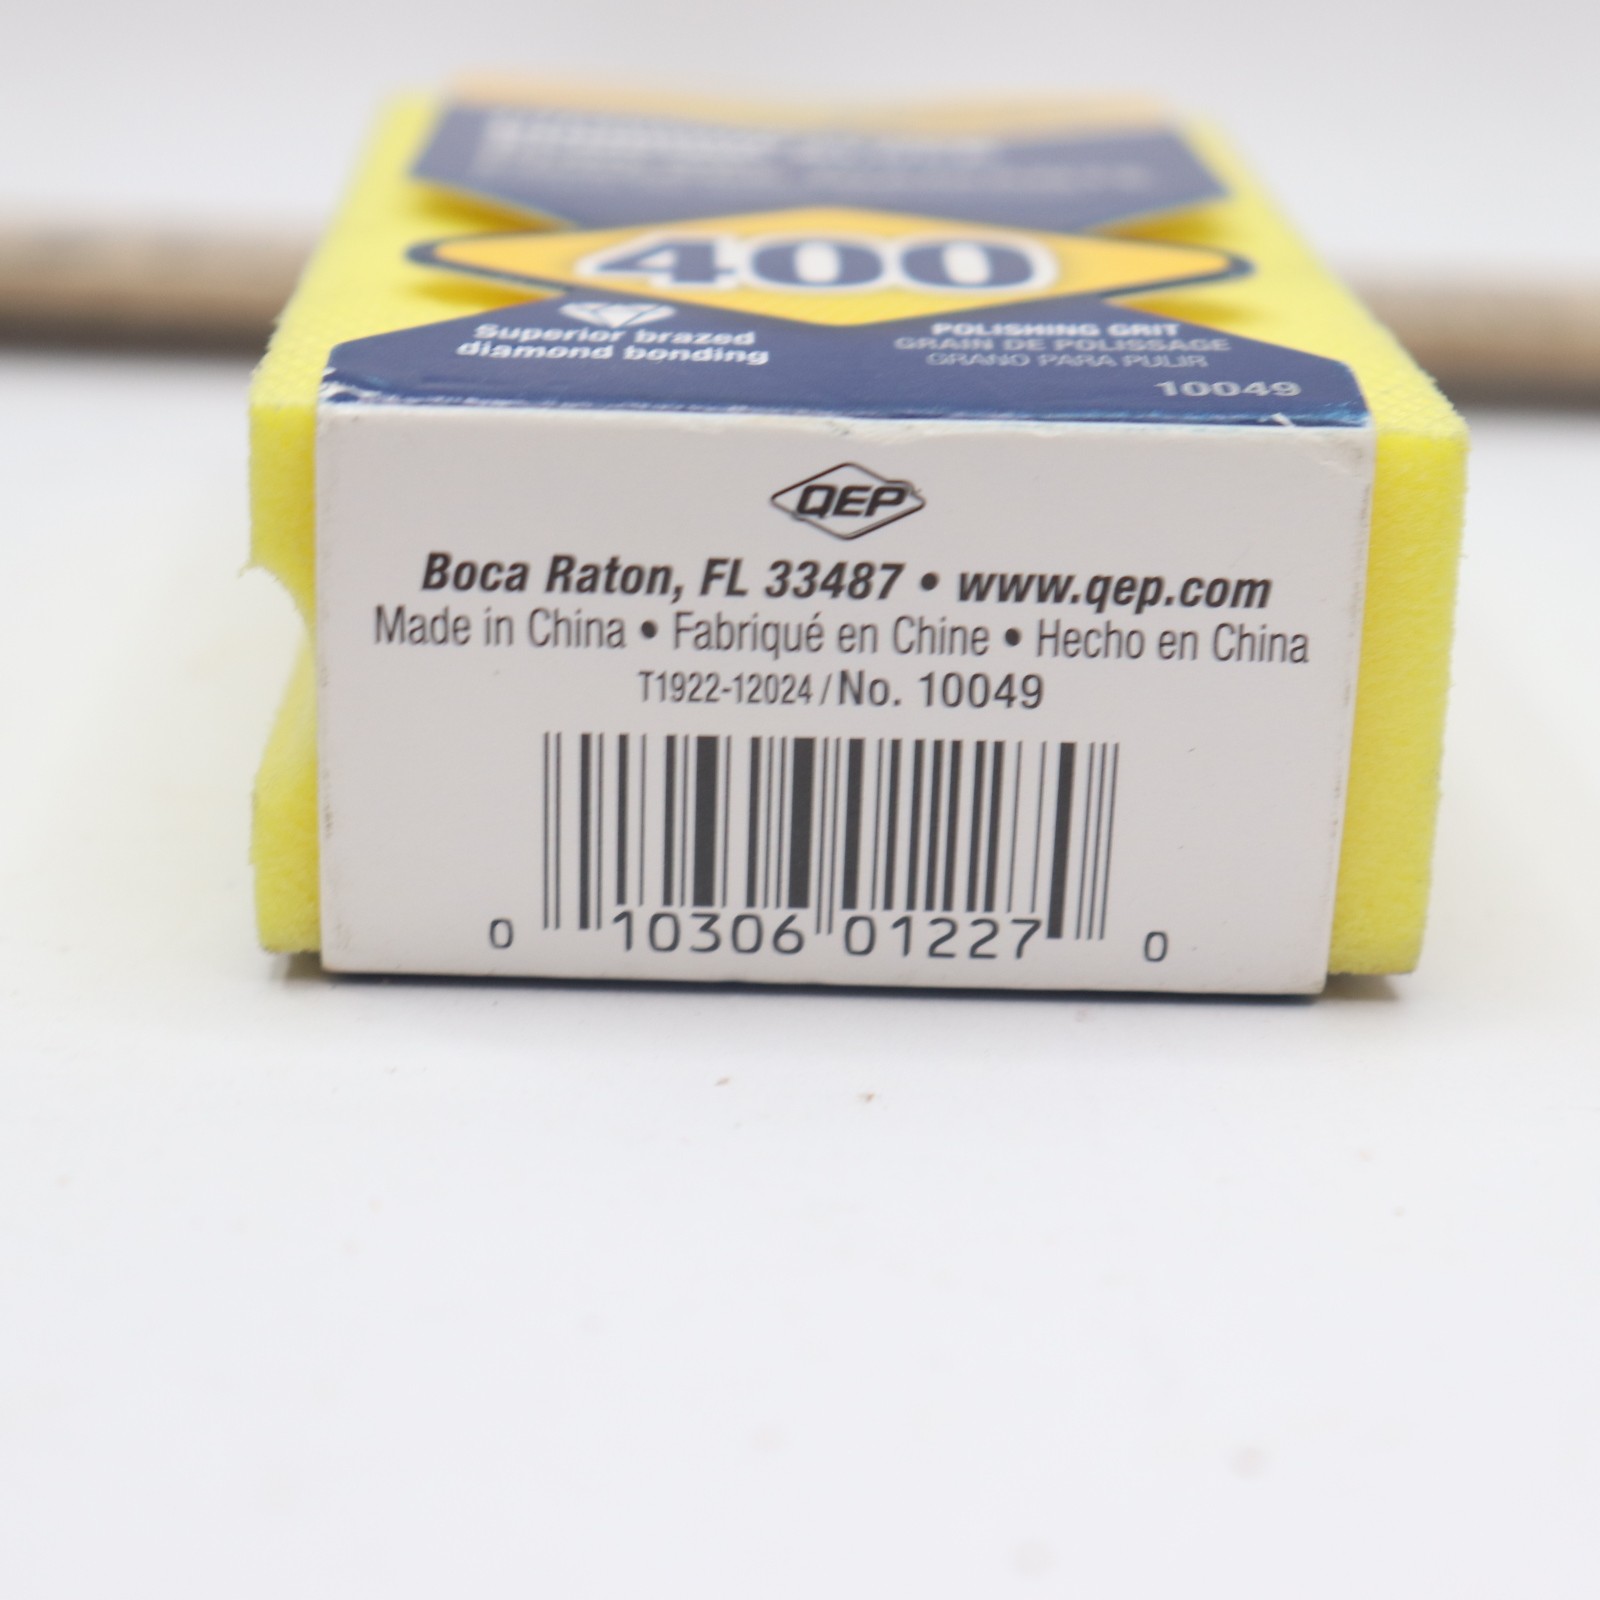 400
Superior brazed
diamond bonding
POLISHING GRIT
GRAIN DE POLISSAGE
GRANO PARA PULIR
10049
QEP
Boca Raton, FL 33487 • www.qep.com
Made in China • Fabriqué en Chine • Hecho en China
T1922-12024 / No. 10049
0 10306 01227 0